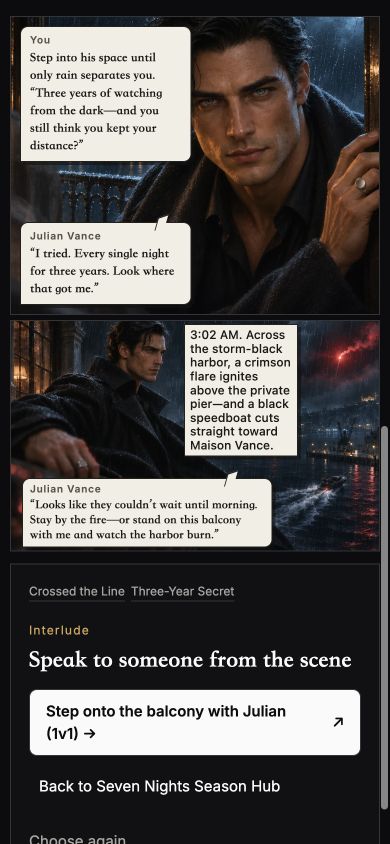 You
Step into his space until
only rain separates you.
“Three years of watching
from the dark—and you
still think you kept your
distance?”
Julian Vance
“I tried. Every single night
for three years. Look where
that got me.”
3:02 AM. Across
the storm-black
harbor, a crimson
flare ignites
above the private
pier—and a black
speedboat cuts
straight toward
Maison Vance.
Julian Vance
“Looks like they couldn’t wait until morning.
Stay by the fire—or stand on this balcony
with me and watch the harbor burn.”
Crossed the Line Three-Year Secret
Interlude
Speak to someone from the scene
Step onto the balcony with Julian
(1v1) → ↗
Back to Seven Nights Season Hub
Choose again